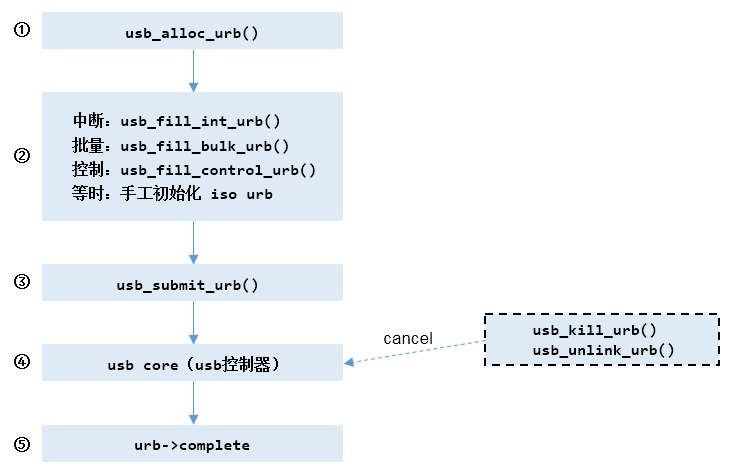 ① usb_alloc_urb()
中断：usb_fill_int_urb()
② 批量：usb_fill_bulk_urb()
控制：usb_fill_control_urb()
等时：手工初始化 iso urb
③ usb_submit_urb()
usb_kill_urb()
cancel
usb_unlink_urb()
④ usb core（usb控制器）
⑤ urb->complete